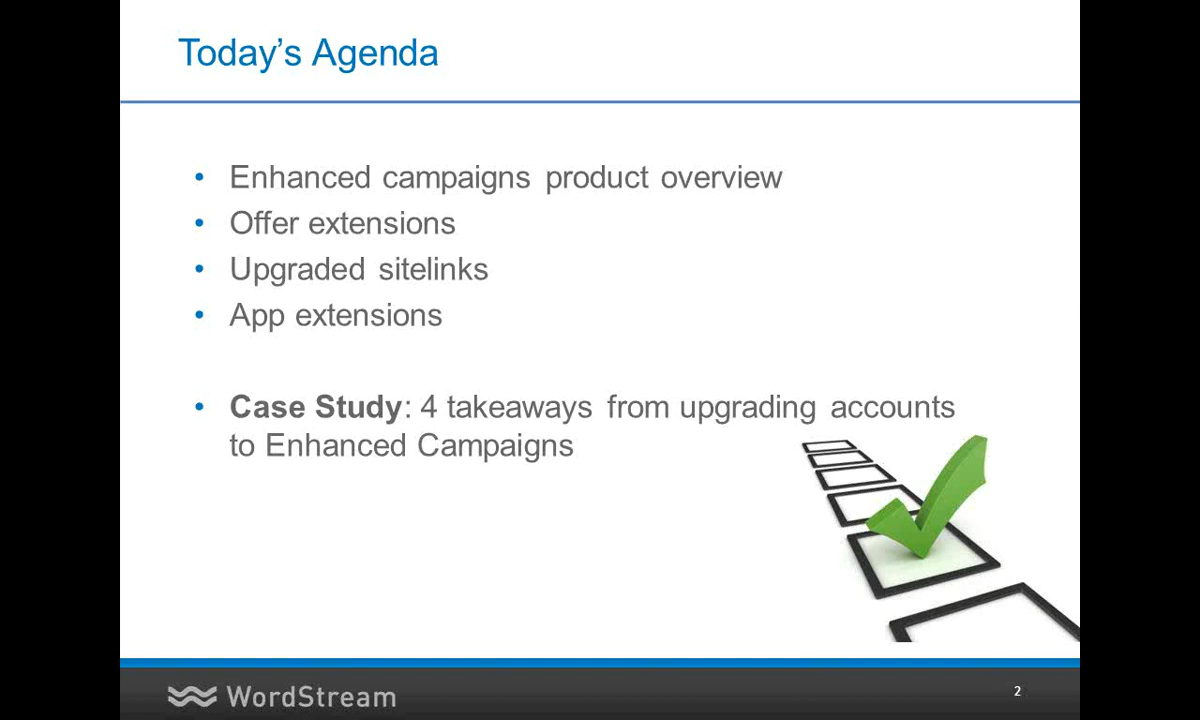 Today’s Agenda
• Enhanced campaigns product overview
• Offer extensions
• Upgraded sitelinks
• App extensions
• Case Study: 4 takeaways from upgrading accounts
to Enhanced Campaigns
WordStream
2